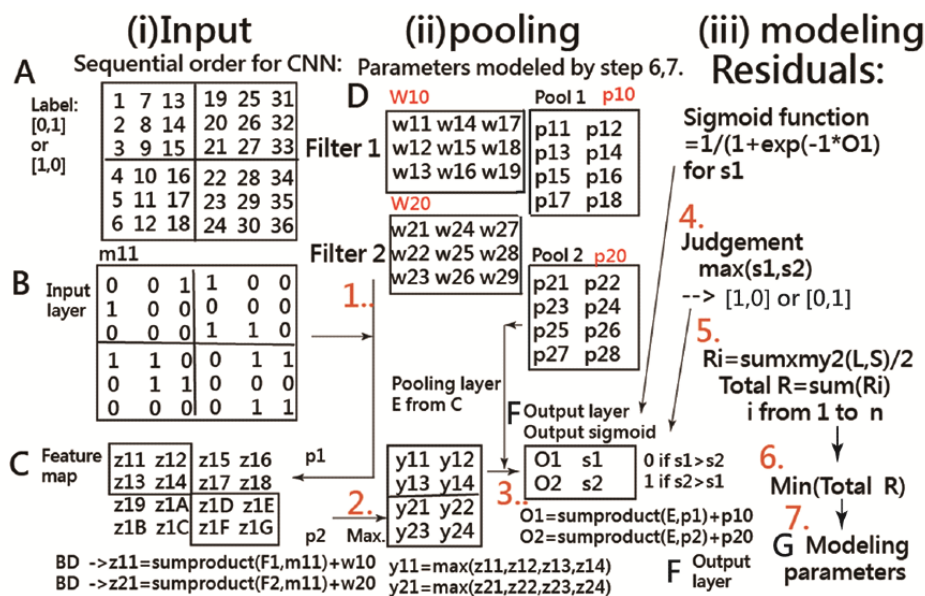 (i)Input
(ii)pooling
(iii) modeling
A
Sequential order for CNN:
Label:
[0,1]
or
[1,0]
1 7 13 19 25 31
2 8 14 20 26 32
3 9 15 21 27 33
4 10 16 22 28 34
5 11 17 23 29 35
6 12 18 24 30 36
m11
B
Input
layer
0 0 1 1 0 0
1 0 0 0 0 0
0 0 0 1 1 0
1 1 0 0 1 1
0 1 1 0 0 0
0 0 0 0 1 1
C
Feature
map
z11 z12 z15 z16
z13 z14 z17 z18
z19 z1A z1D z1E
z1B z1C z1F z1G
BD ->z11=sumproduct(F1,m11)+w10
BD ->z21=sumproduct(F2,m11)+w20
Parameters modeled by step 6,7.
D
W10
Filter 1
w11 w14 w17
w12 w15 w18
w13 w16 w19
Pool 1 p10
p11 p12
p13 p14
p15 p16
p17 p18
W20
Filter 2
w21 w24 w27
w22 w25 w28
w23 w26 w29
Pool 2 p20
p21 p22
p23 p24
p25 p26
p27 p28
1..
Pooling layer
E from C
p1
2.
Max.
p2
y11 y12
y13 y14
y21 y22
y23 y24
y11=max(z11,z12,z13,z14)
y21=max(z21,z22,z23,z24)
3..
F
Output layer
Output sigmoid
O1 s1
O2 s2
0 if s1>s2
1 if s2>s1
O1=sumproduct(E,p1)+p10
O2=sumproduct(E,p2)+p20
F Output
layer
Residuals:
Sigmoid function
=1/(1+exp(-1*O1)
for s1
4.
Judgement
max(s1,s2)
--> [1,0] or [0,1]
5.
Ri=sumxmy2(L,S)/2
Total R=sum(Ri)
i from 1 to n
6.
Min(Total R)
7.
G Modeling
parameters